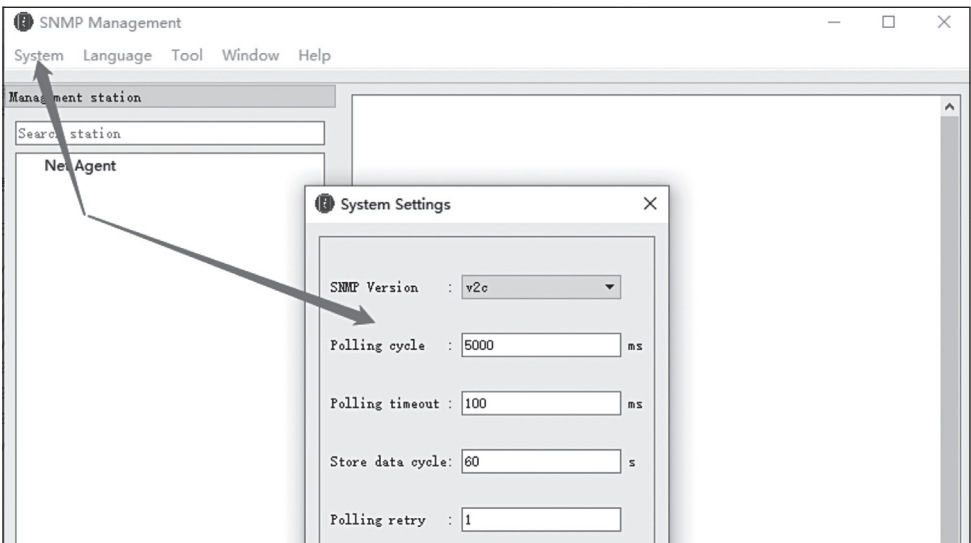 SNMP Management
System Language Tool Window Help
Management station
Search station
Net Agent
System Settings
SNMP Version : v2c
Polling cycle : 5000 ms
Polling timeout : 100 ms
Store data cycle: 60 s
Polling retry : 1